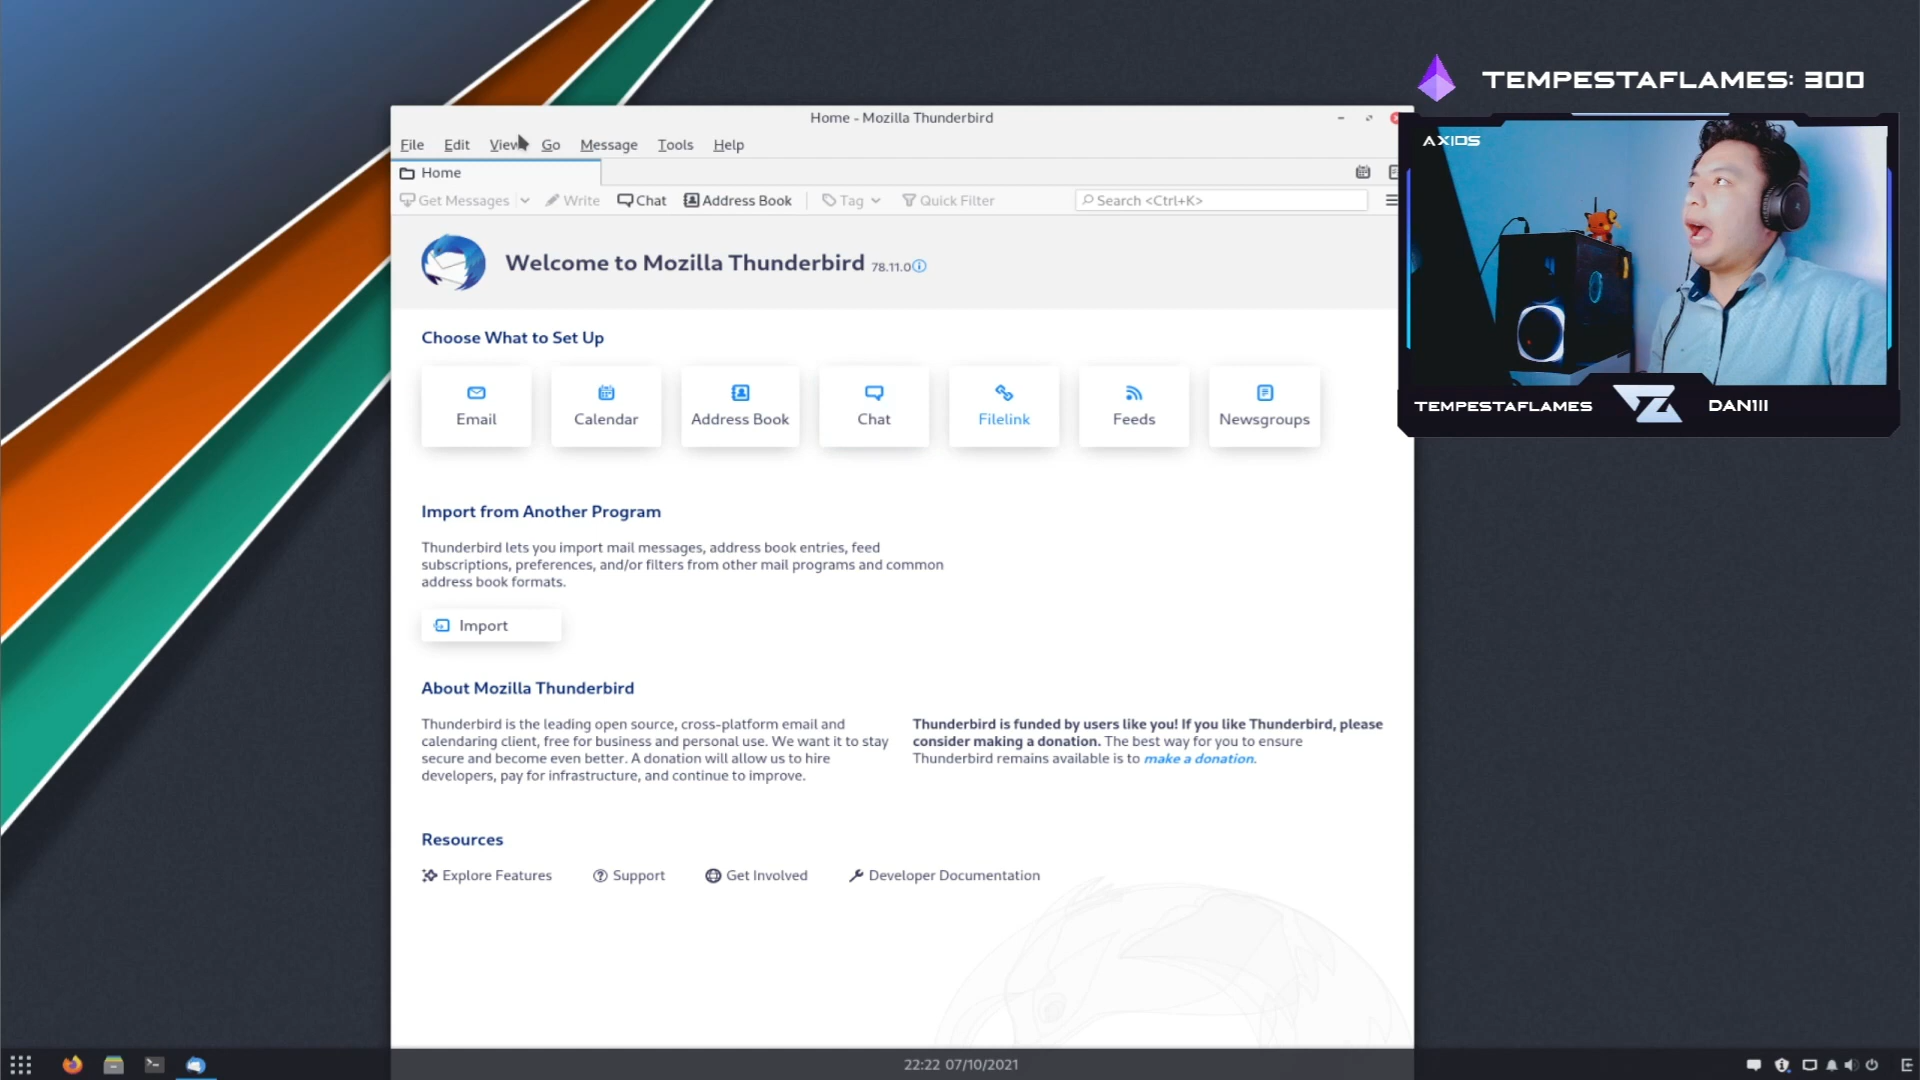 TEMPESTAFLAMES: 300
Home - Mozilla Thunderbird
File Edit View Go Message Tools Help
AXIOS
Home
Get Messages Write Chat Address Book Tag Quick Filter Search <Ctrl+K>
Welcome to Mozilla Thunderbird 78.11.0
Choose What to Set Up
Email Calendar Address Book Chat Filelink Feeds Newsgroups
TEMPESTAFLAMES DAN1II
Import from Another Program
Thunderbird lets you import mail messages, address book entries, feed
subscriptions, preferences, and/or filters from other mail programs and common
address book formats.
Import
About Mozilla Thunderbird
Thunderbird is the leading open source, cross-platform email and
calendaring client, free for business and personal use. We want it to stay
secure and become even better. A donation will allow us to hire
developers, pay for infrastructure, and continue to improve.
Thunderbird is funded by users like you! If you like Thunderbird, please
consider making a donation. The best way for you to ensure
Thunderbird remains available is to make a donation.
Resources
Explore Features Support Get Involved Developer Documentation
22:22 07/10/2021